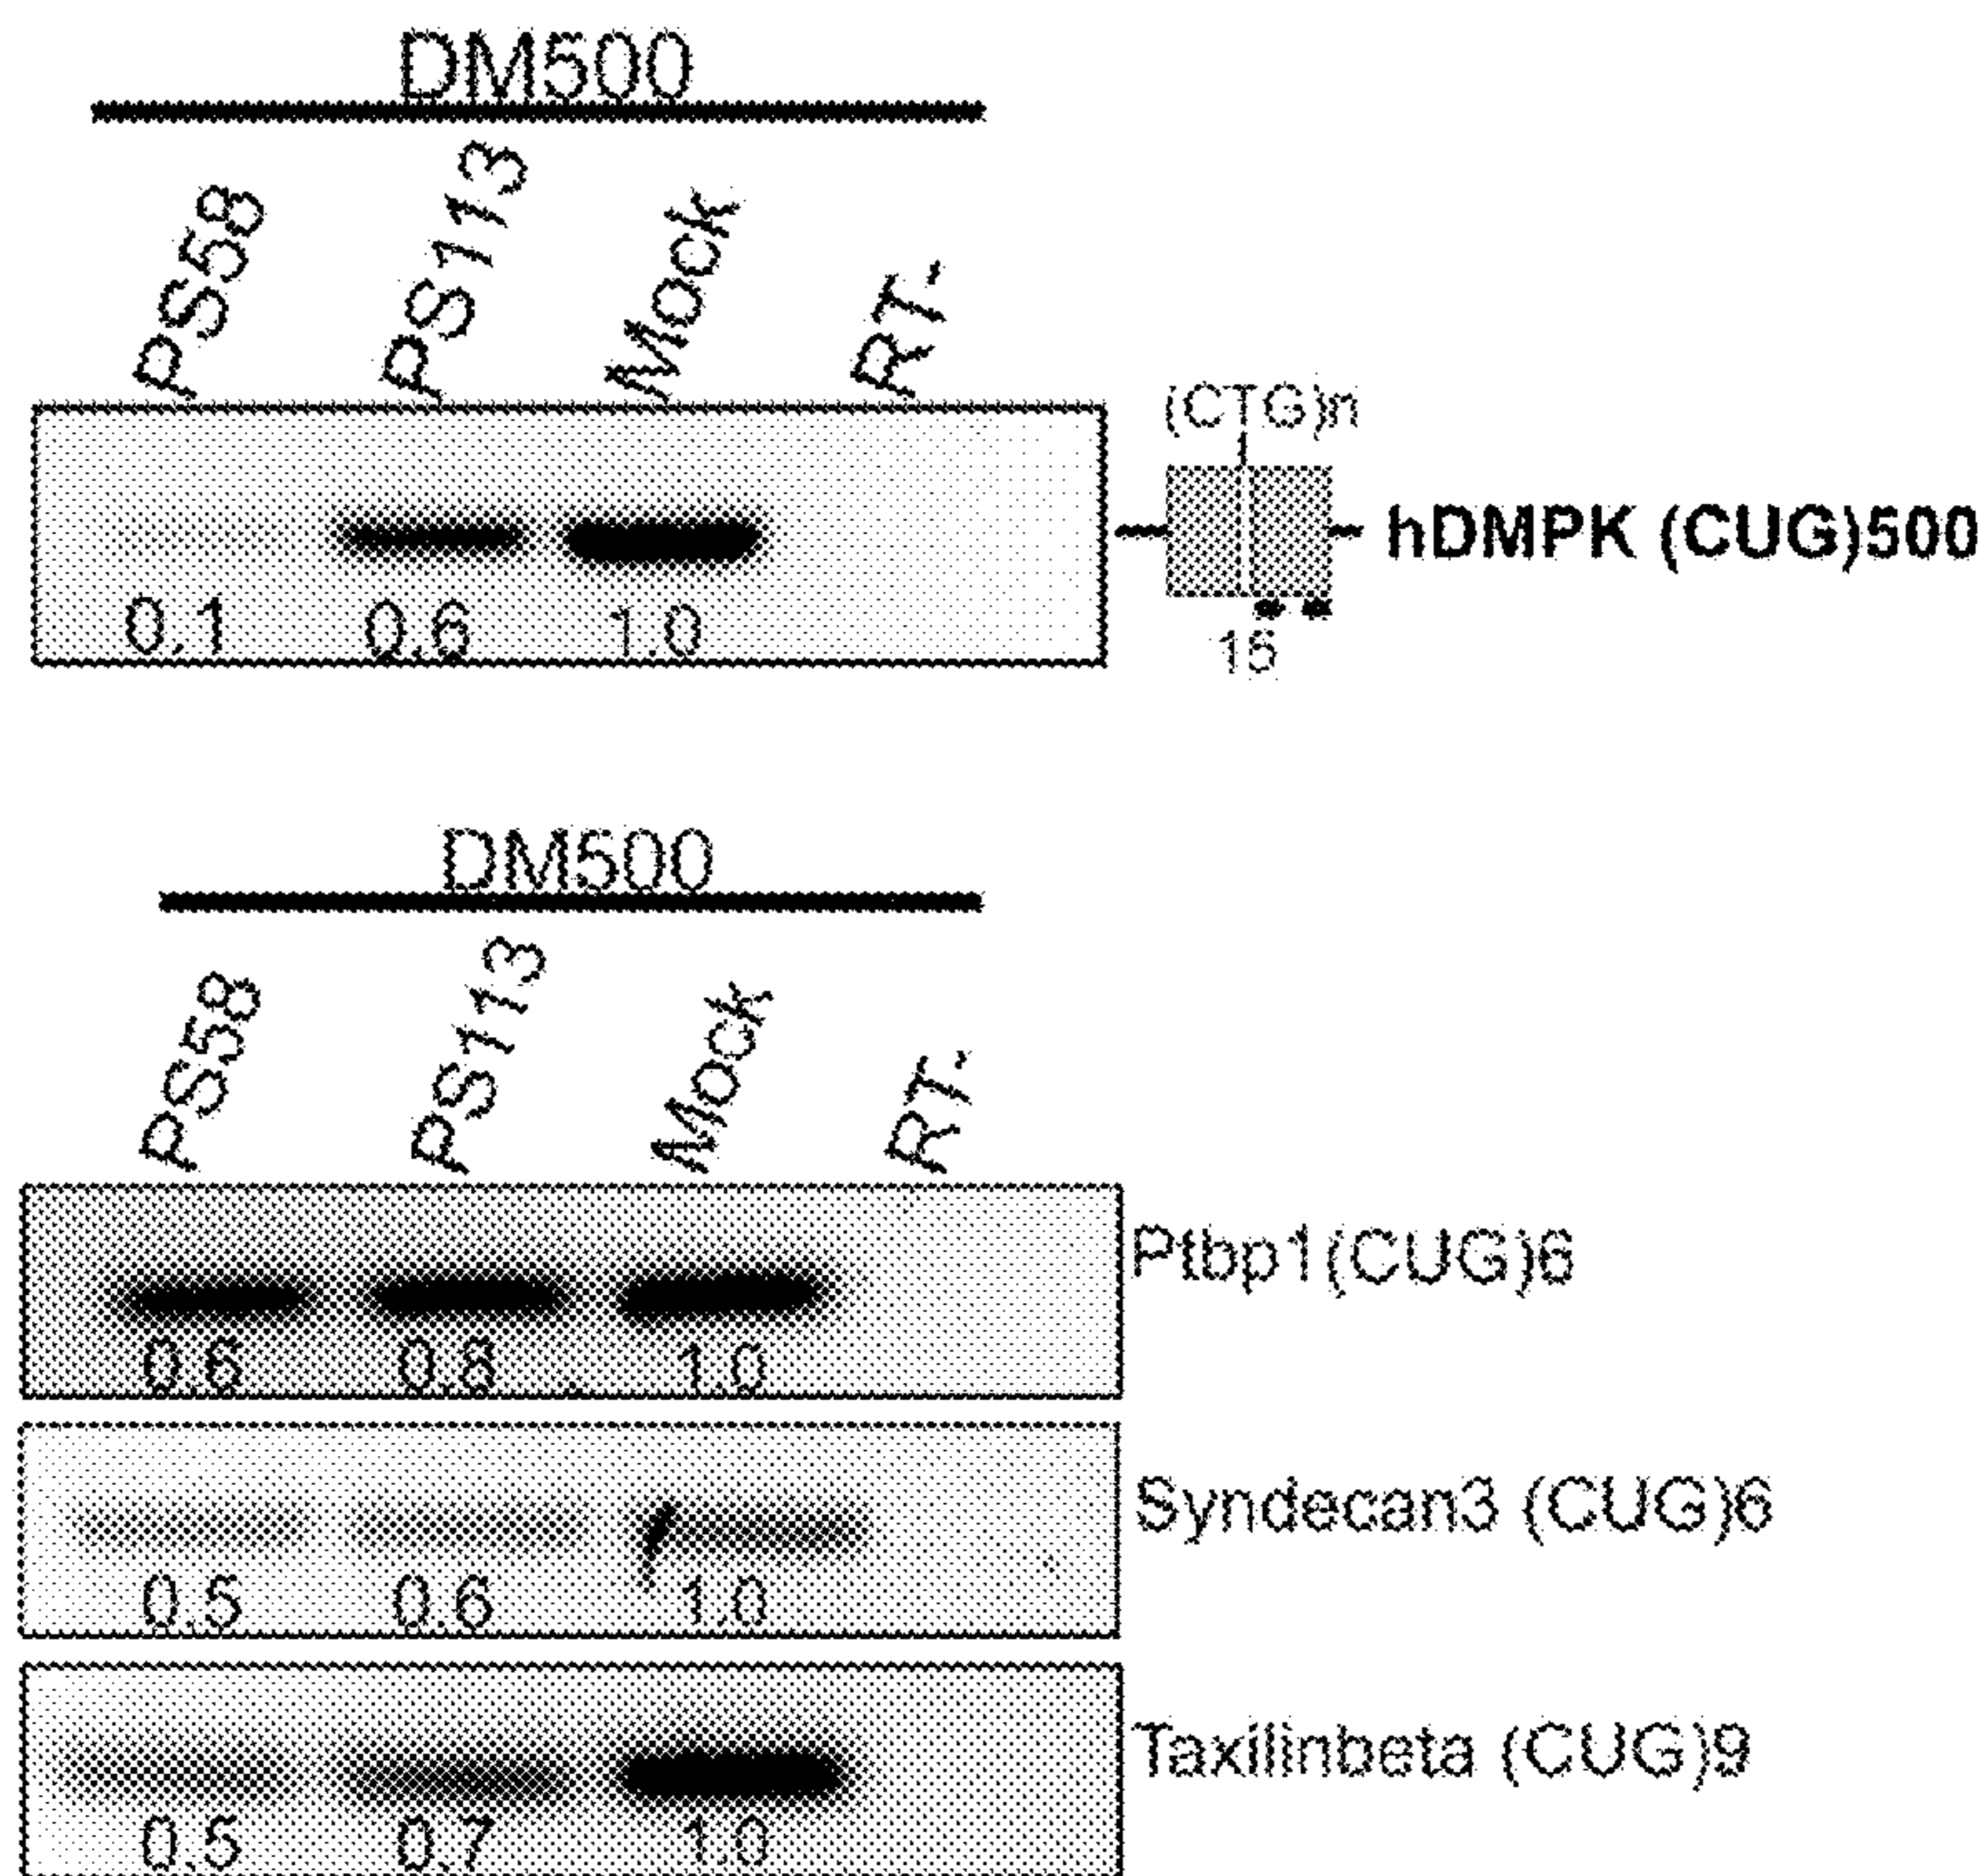 DM500
PS58 PS113 Mock RT-
(CTG)n
hDMPK (CUG)500
0.1 0.6 1.0
15
DM500
PS58 PS113 Mock RT-
Ptbp1(CUG)6
0.6 0.8 1.0
Syndecan3 (CUG)6
0.5 0.6 1.0
Taxilinbeta (CUG)9
0.5 0.7 1.0